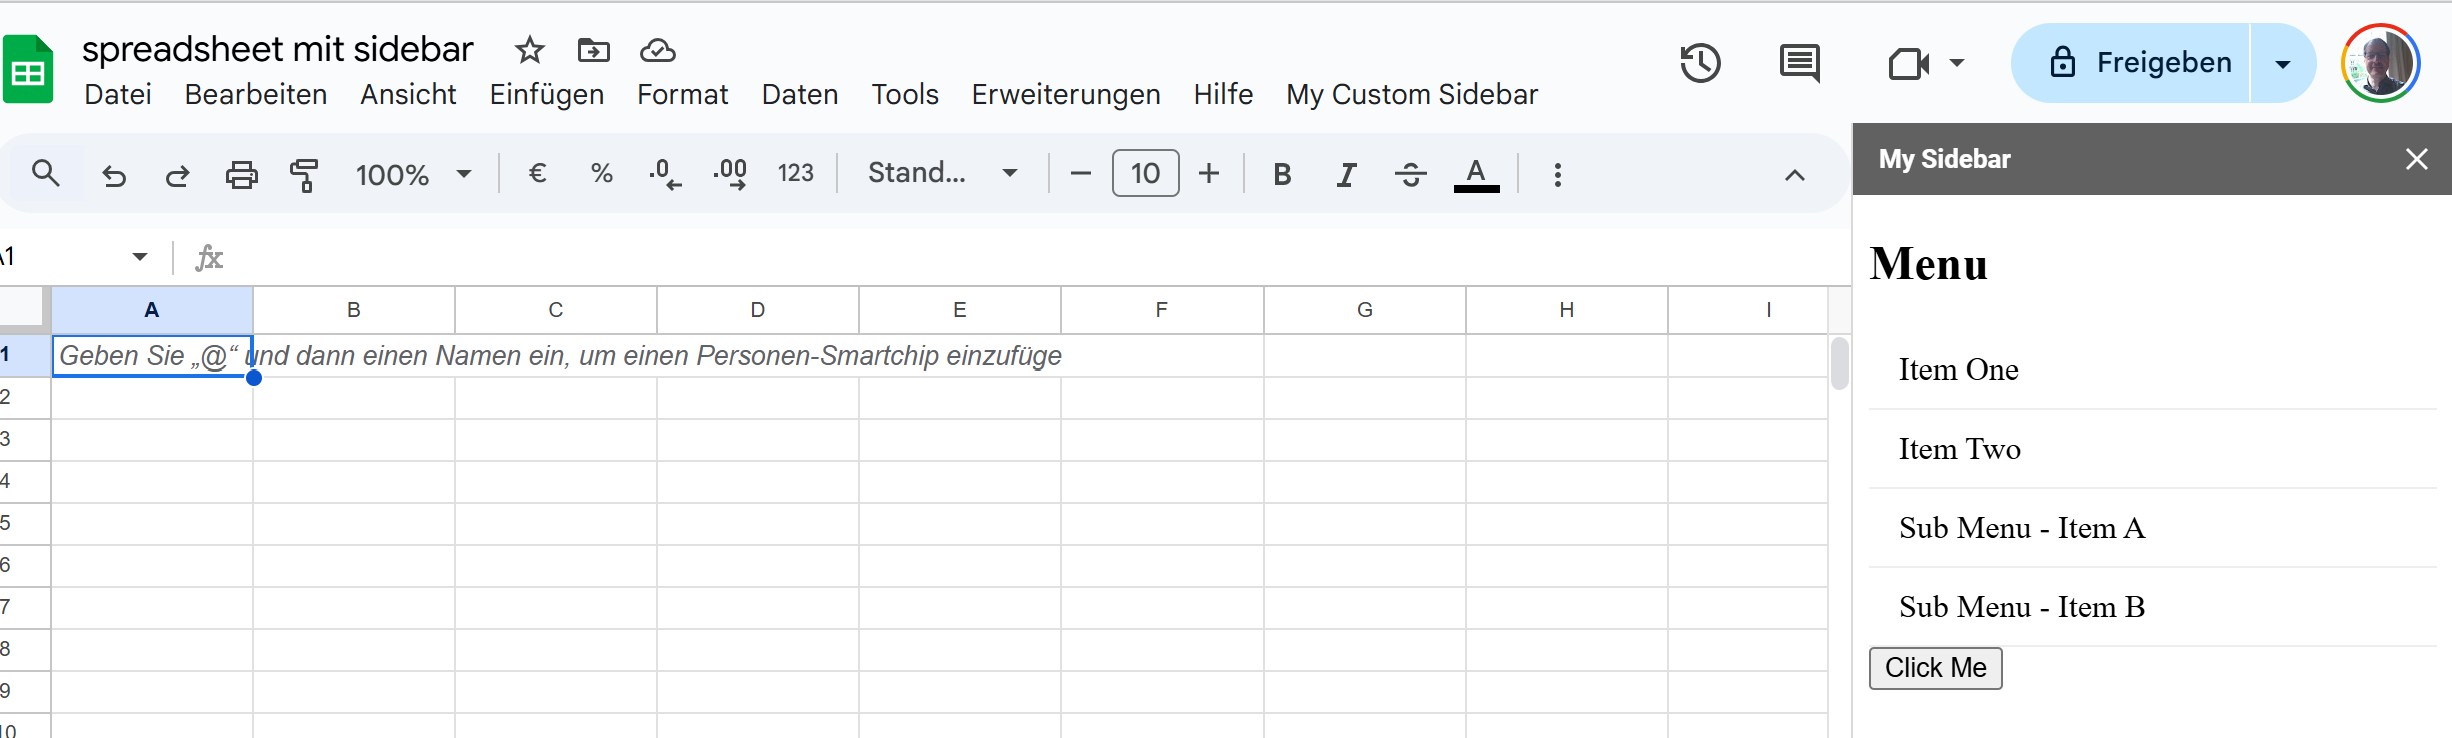 spreadsheet mit sidebar
Datei Bearbeiten Ansicht Einfügen Format Daten Tools Erweiterungen Hilfe My Custom Sidebar
Freigeben
100% € % .0 .00 123 Stand... 10 B I S A
My Sidebar
A1 fx
Menu
A B C D E F G H I
1 Geben Sie „@“ und dann einen Namen ein, um einen Personen-Smartchip einzufüge
Item One
2
3
Item Two
4
5
Sub Menu - Item A
6
7
Sub Menu - Item B
8
Click Me
9
10